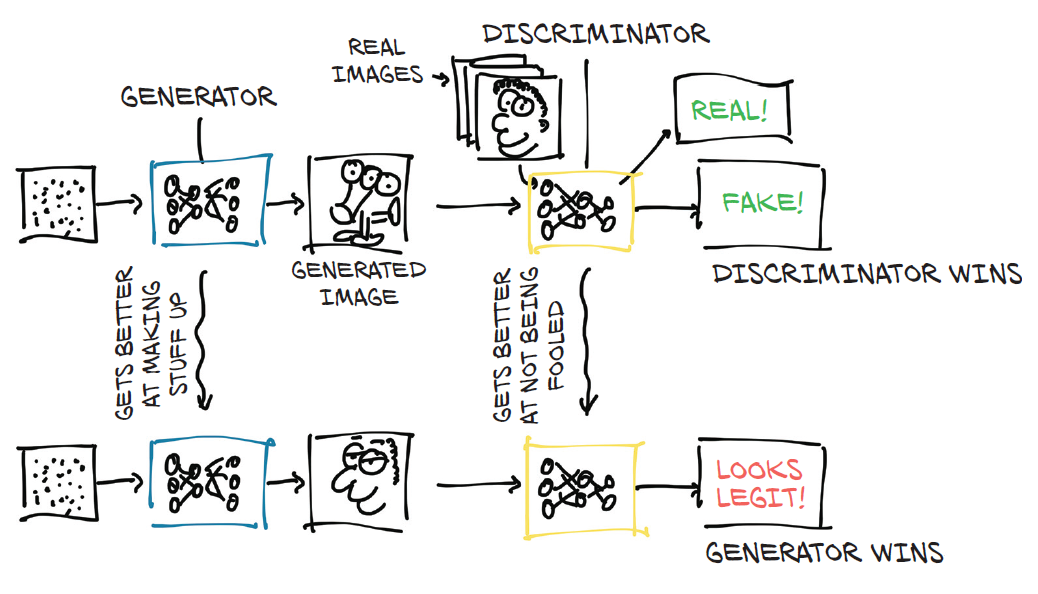 DISCRIMINATOR
REAL
IMAGES
GENERATOR
REAL!
FAKE!
GENERATED
IMAGE
DISCRIMINATOR WINS
GETS BETTER
AT MAKING
STUFF UP
GETS BETTER
AT NOT BEING
FOOLED
LOOKS
LEGIT!
GENERATOR WINS